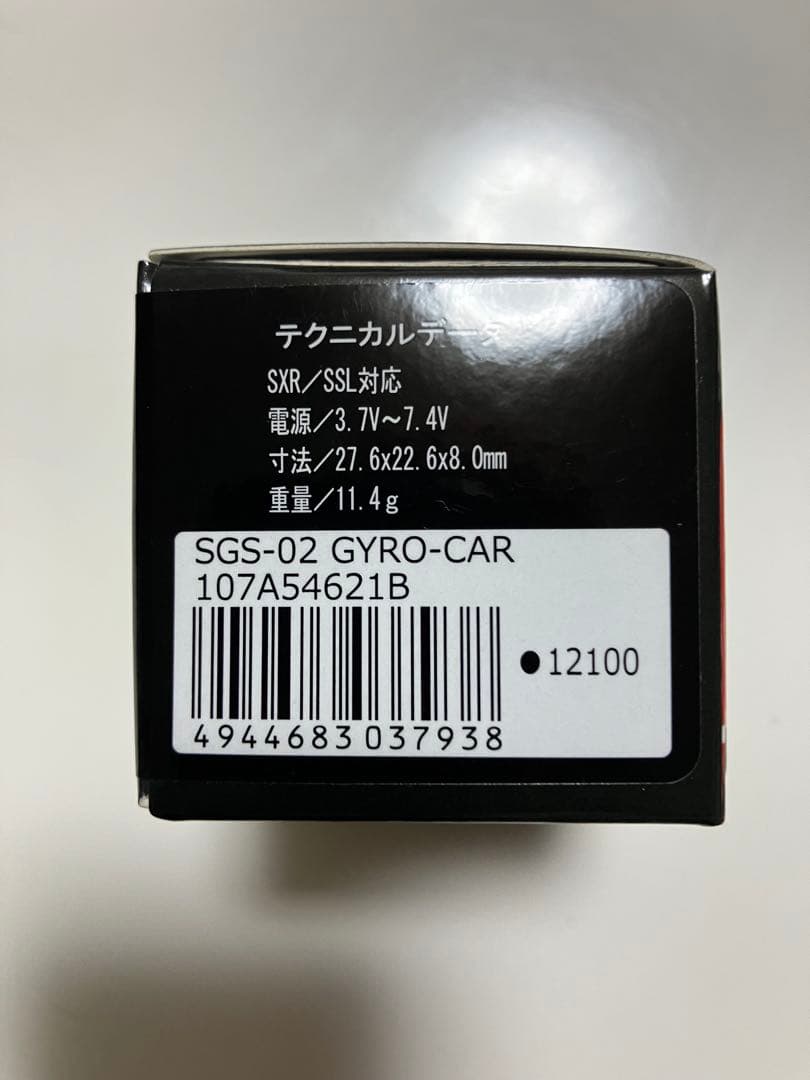 テクニカルデータ
SXR/SSL対応
電源/3.7V～7.4V
寸法/27.6x22.6x8.0mm
重量/11.4g
SGS-02 GYRO-CAR
107A54621B
●12100
4944683037938